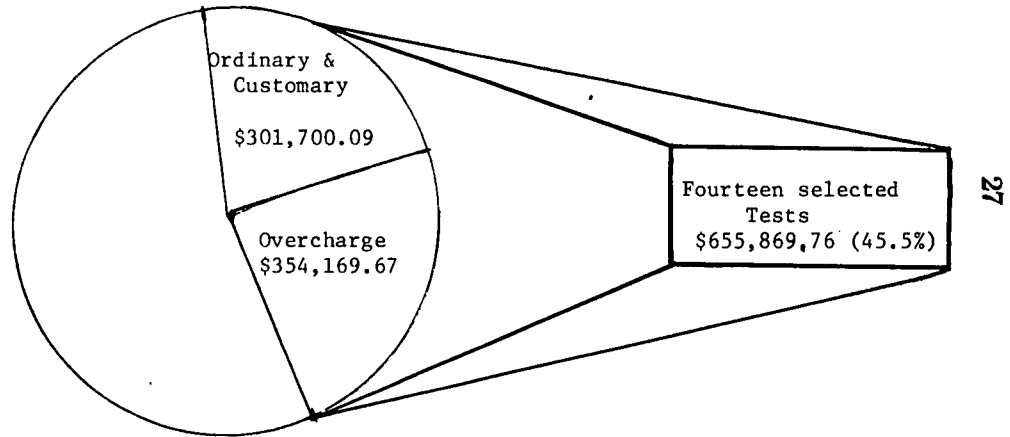 Ordinary &
Customary
$301,700.09
Overcharge
$354,169.67
Fourteen selected
Tests
$655,869,76 (45.5%)
27